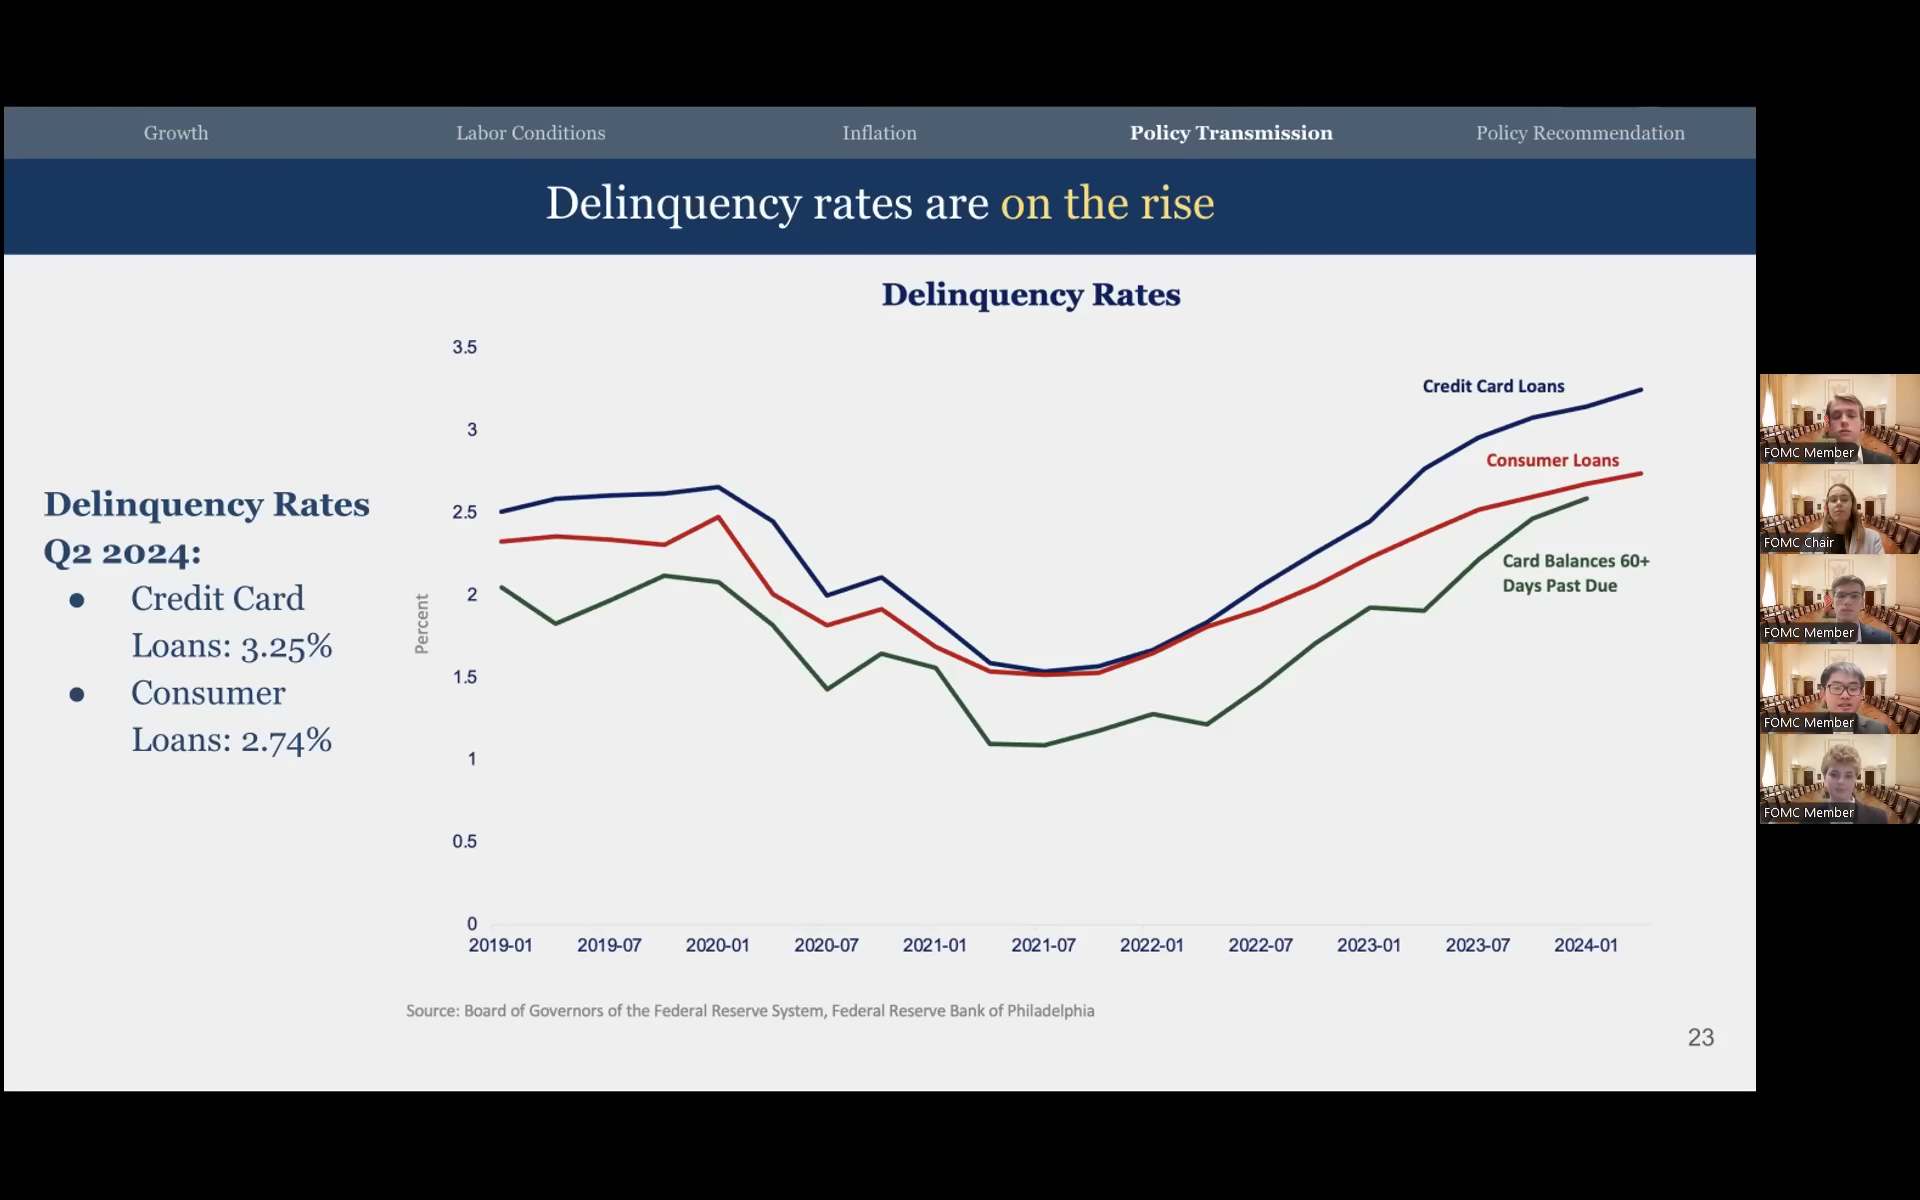 Growth
Labor Conditions
Inflation
Policy Transmission
Policy Recommendation
Delinquency rates are on the rise
Delinquency Rates
Q2 2024:
● Credit Card
Loans: 3.25%
● Consumer
Loans: 2.74%
Delinquency Rates
Percent
3.5
3
2.5
2
1.5
1
0.5
0
2019-01
2019-07
2020-01
2020-07
2021-01
2021-07
2022-01
2022-07
2023-01
2023-07
2024-01
Credit Card Loans
Consumer Loans
Card Balances 60+
Days Past Due
Source: Board of Governors of the Federal Reserve System, Federal Reserve Bank of Philadelphia
23
FOMC Member
FOMC Chair
FOMC Member
FOMC Member
FOMC Member